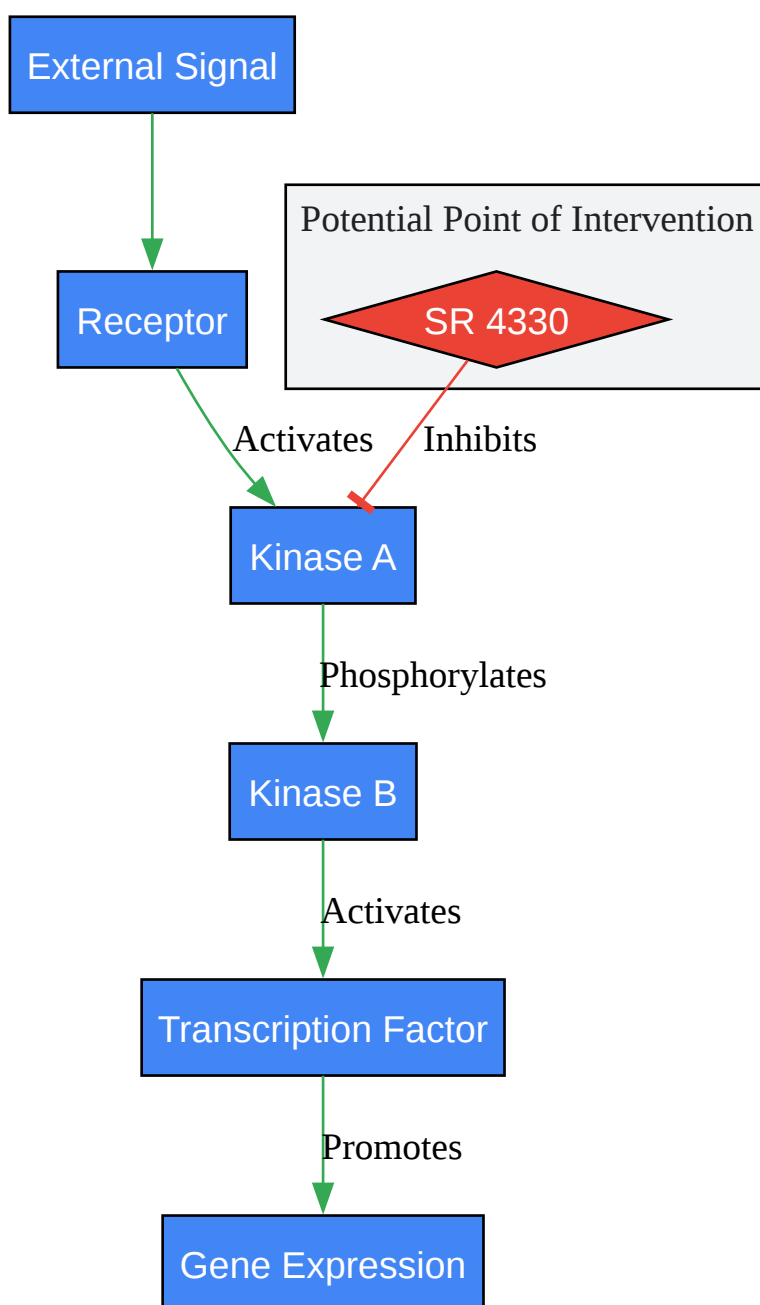 External Signal
Potential Point of Intervention
Receptor
SR 4330
Activates
Inhibits
Kinase A
Phosphorylates
Kinase B
Activates
Transcription Factor
Promotes
Gene Expression